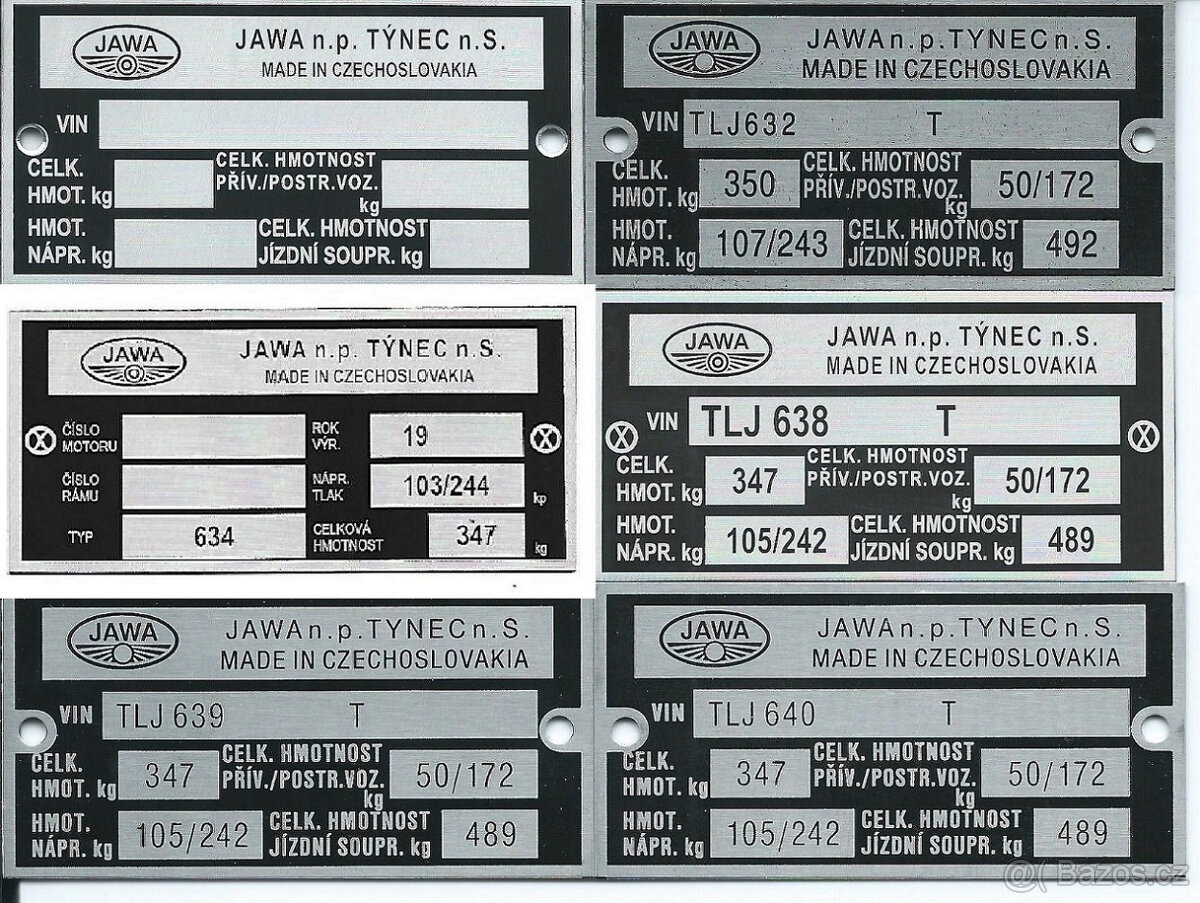 JAWA
JAWA n.p. TÝNEC n.S.
MADE IN CZECHOSLOVAKIA
VIN
CELK.
HMOT. kg
CELK. HMOTNOST
PŘÍV./POSTR.VOZ.
kg
HMOT.
NÁPR. kg
CELK. HMOTNOST
JÍZDNÍ SOUPR. kg
JAWA
JAWA n.p. TYNEC n.S.
MADE IN CZECHOSLOVAKIA
VIN TLJ632 T
CELK.
HMOT. kg
350
CELK. HMOTNOST
PŘÍV./POSTR.VOZ.
kg
50/172
HMOT.
NÁPR. kg
107/243
CELK. HMOTNOST
JÍZDNÍ SOUPR. kg
492
JAWA
JAWA n.p. TÝNEC n.S.
MADE IN CZECHOSLOVAKIA
ČÍSLO
MOTORU
ROK
VÝR.
19
ČÍSLO
RÁMU
NÁPR.
TLAK
103/244
kp
TYP
634
CELKOVÁ
HMOTNOST
347
kg
JAWA
JAWA n.p. TÝNEC n.S.
MADE IN CZECHOSLOVAKIA
VIN TLJ 638 T
CELK.
HMOT. kg
347
CELK. HMOTNOST
PŘÍV./POSTR.VOZ.
kg
50/172
HMOT.
NÁPR. kg
105/242
CELK. HMOTNOST
JÍZDNÍ SOUPR. kg
489
JAWA
JAWA n.p. TYNEC n.S.
MADE IN CZECHOSLOVAKIA
VIN TLJ 639 T
CELK.
HMOT. kg
347
CELK. HMOTNOST
PŘÍV./POSTR.VOZ.
kg
50/172
HMOT.
NÁPR. kg
105/242
CELK. HMOTNOST
JÍZDNÍ SOUPR. kg
489
JAWA
JAWA n.p. TYNEC n.S.
MADE IN CZECHOSLOVAKIA
VIN TLJ 640 T
CELK.
HMOT. kg
347
CELK. HMOTNOST
PŘÍV./POSTR.VOZ.
kg
50/172
HMOT.
NÁPR. kg
105/242
CELK. HMOTNOST
JÍZDNÍ SOUPR. kg
489
@( Bazos.cz